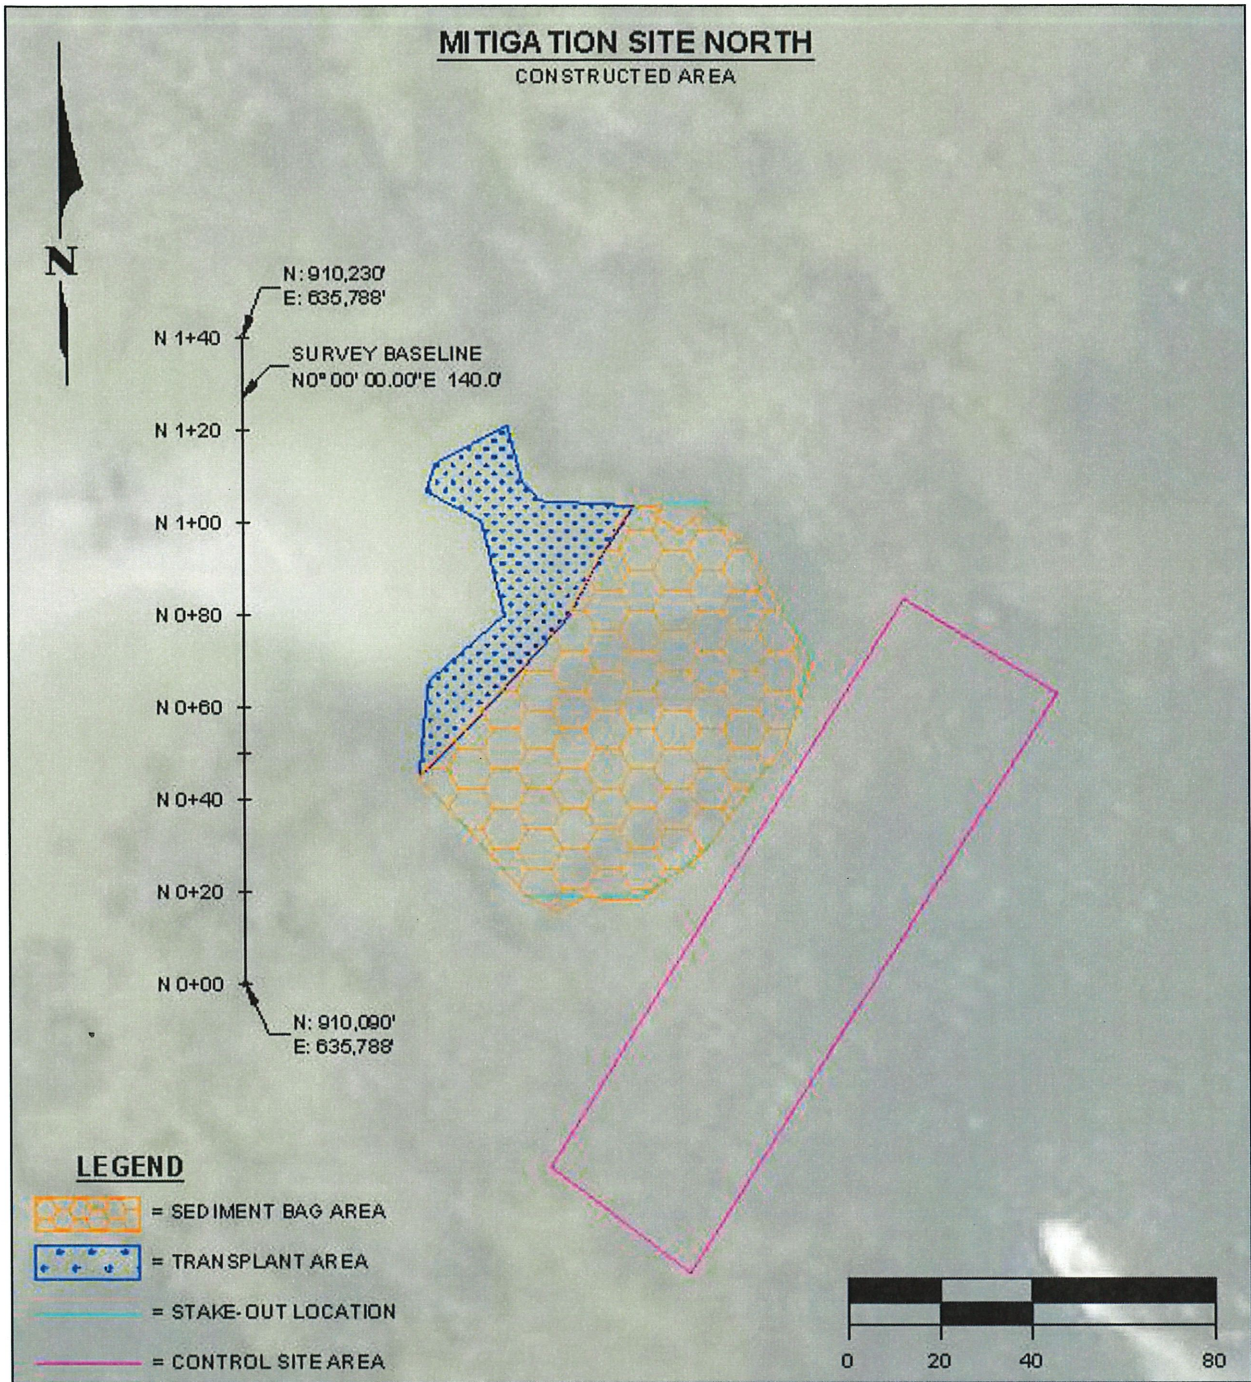 MITIGATION SITE NORTH
CONSTRUCTED AREA
N
N: 910,230'
E: 635,788'
N 1+40
SURVEY BASELINE
N0° 00' 00.00"E 140.0'
N 1+20
N 1+00
N 0+80
N 0+60
N 0+40
N 0+20
N 0+00
N: 910,090'
E: 635,788'
LEGEND
= SEDIMENT BAG AREA
= TRANSPLANT AREA
= STAKE-OUT LOCATION
= CONTROL SITE AREA
0 20 40 80